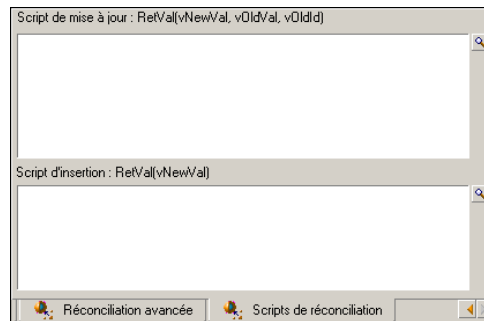 Script de mise à jour : RetVal(vNewVal, vOldVal, vOldId)
Script d'insertion : RetVal(vNewVal)
Réconciliation avancée
Scripts de réconciliation